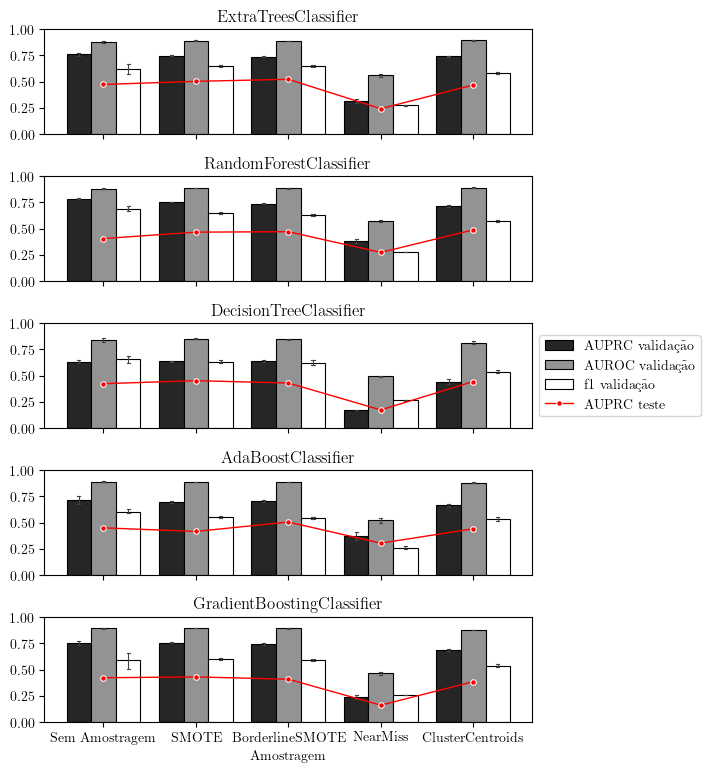 ExtraTreesClassifier
1.00
0.75
0.50
0.25
0.00
RandomForestClassifier
1.00
0.75
0.50
0.25
0.00
DecisionTreeClassifier
1.00
0.75
0.50
0.25
0.00
AUPRC validação
AUROC validação
f1 validação
AUPRC teste
AdaBoostClassifier
1.00
0.75
0.50
0.25
0.00
GradientBoostingClassifier
1.00
0.75
0.50
0.25
0.00
Sem Amostragem SMOTE BorderlineSMOTE NearMiss ClusterCentroids
Amostragem